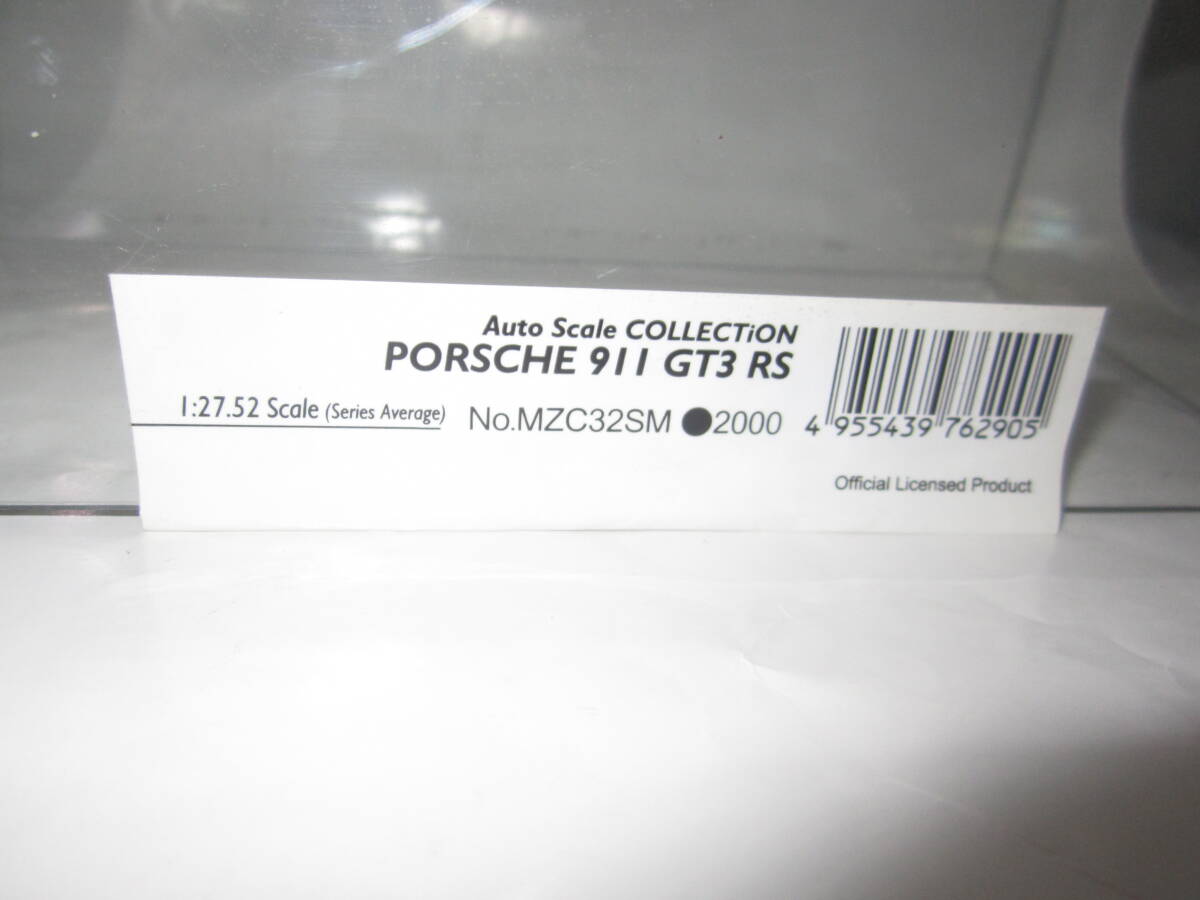 Auto Scale COLLECTiON
PORSCHE 911 GT3 RS
1:27.52 Scale (Series Average) No.MZC32SM ●2000
4 955439 762905
Official Licensed Product